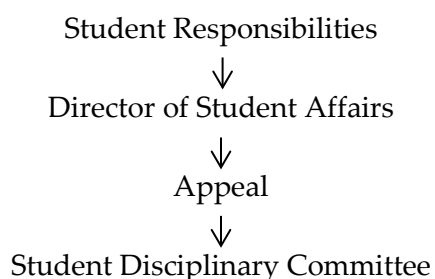 Student Responsibilities
↓
Director of Student Affairs
↓
Appeal
↓
Student Disciplinary Committee